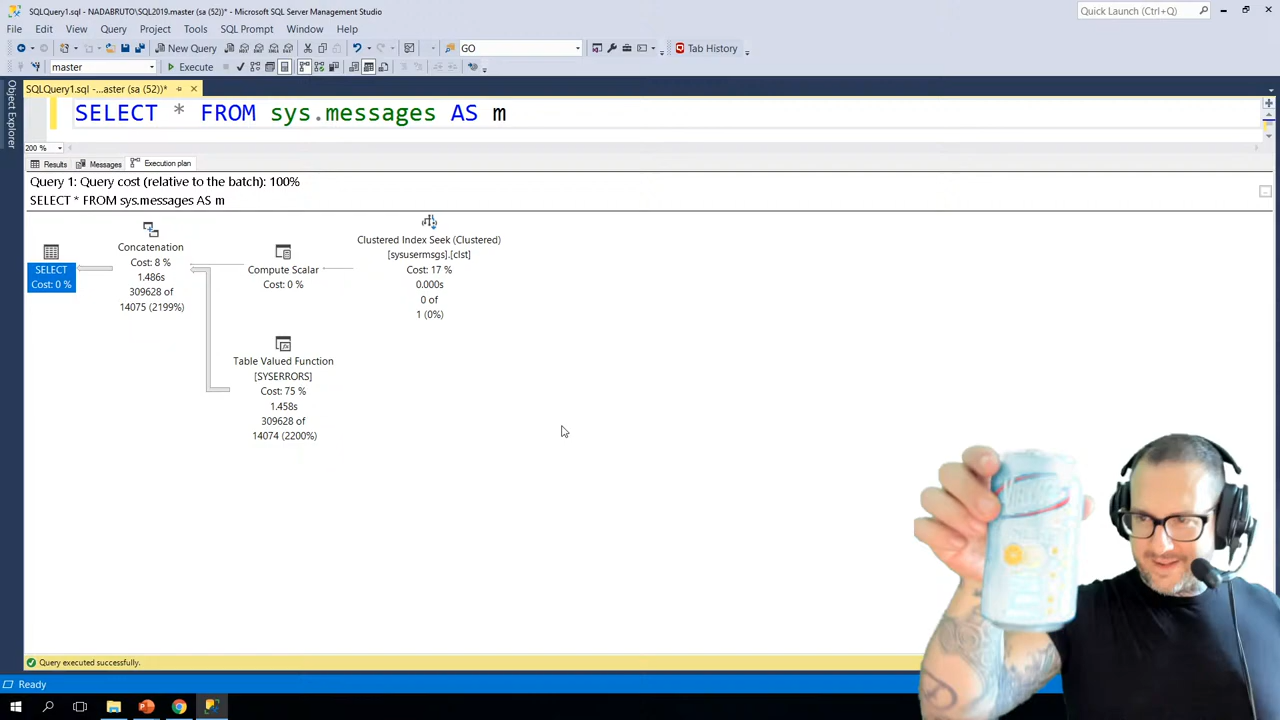 SQLQuery1.sql - NADABRUTO\SQL2019.master (sa (52))* - Microsoft SQL Server Management Studio
Quick Launch (Ctrl+Q)
File Edit View Query Project Tools SQL Prompt Window Help
New Query
GO
Tab History
master
Execute
Object Explorer
SQLQuery1.sql -...aster (sa (52))*
SELECT * FROM sys.messages AS m
200 %
Results Messages Execution plan
Query 1: Query cost (relative to the batch): 100%
SELECT * FROM sys.messages AS m
SELECT
Cost: 0 %
Concatenation
Cost: 8 %
1.486s
309628 of
14075 (2199%)
Compute Scalar
Cost: 0 %
Clustered Index Seek (Clustered)
[sysusermsgs].[clst]
Cost: 17 %
0.000s
0 of
1 (0%)
Table Valued Function
[SYSERRORS]
Cost: 75 %
1.458s
309628 of
14074 (2200%)
Query executed successfully.
Ready